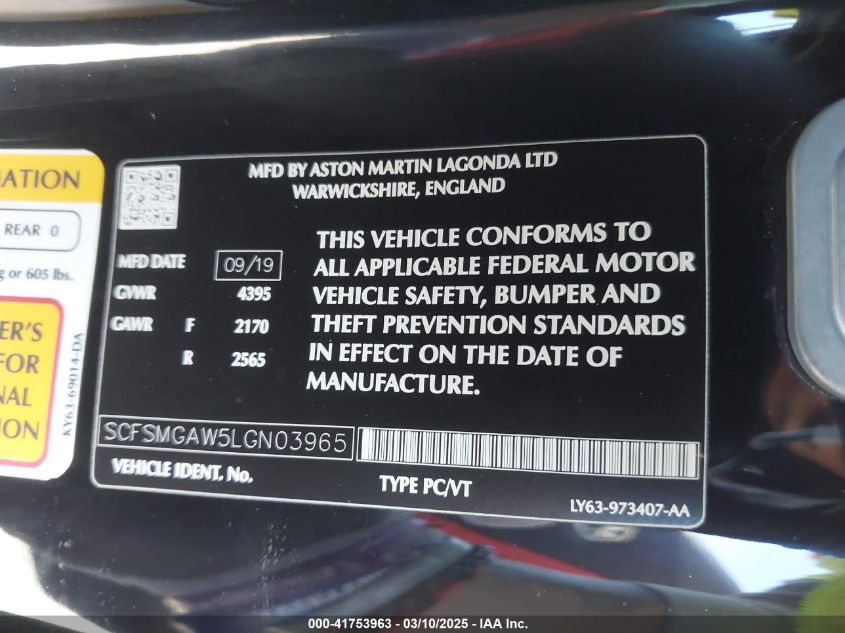 MATION
REAR 0
g or 605 lbs.
ER'S
FOR
NAL
ION
KY63-69014-DA
MFD BY ASTON MARTIN LAGONDA LTD
WARWICKSHIRE, ENGLAND
MFD DATE 09/19
GVWR 4395
GAWR F 2170
R 2565
THIS VEHICLE CONFORMS TO
ALL APPLICABLE FEDERAL MOTOR
VEHICLE SAFETY, BUMPER AND
THEFT PREVENTION STANDARDS
IN EFFECT ON THE DATE OF
MANUFACTURE.
SCFSMGAW5LGN03965
VEHICLE IDENT. No.
TYPE PC/VT
LY63-973407-AA
000-41753963 - 03/10/2025 - IAA Inc.